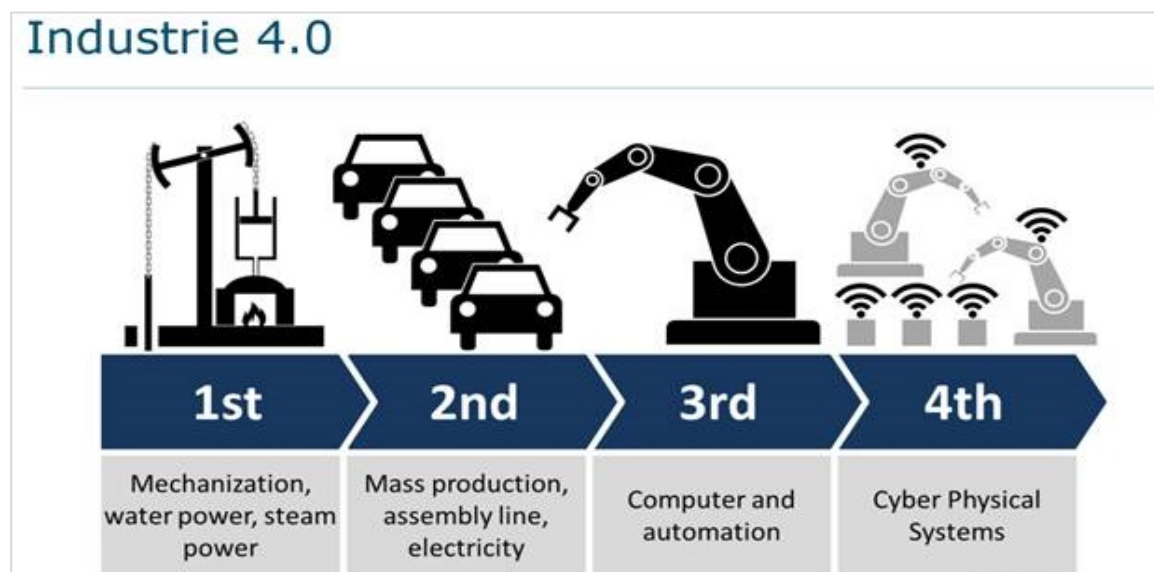 Industrie 4.0
1st
2nd
3rd
4th
Mechanization,
water power, steam
power
Mass production,
assembly line,
electricity
Computer and
automation
Cyber Physical
Systems